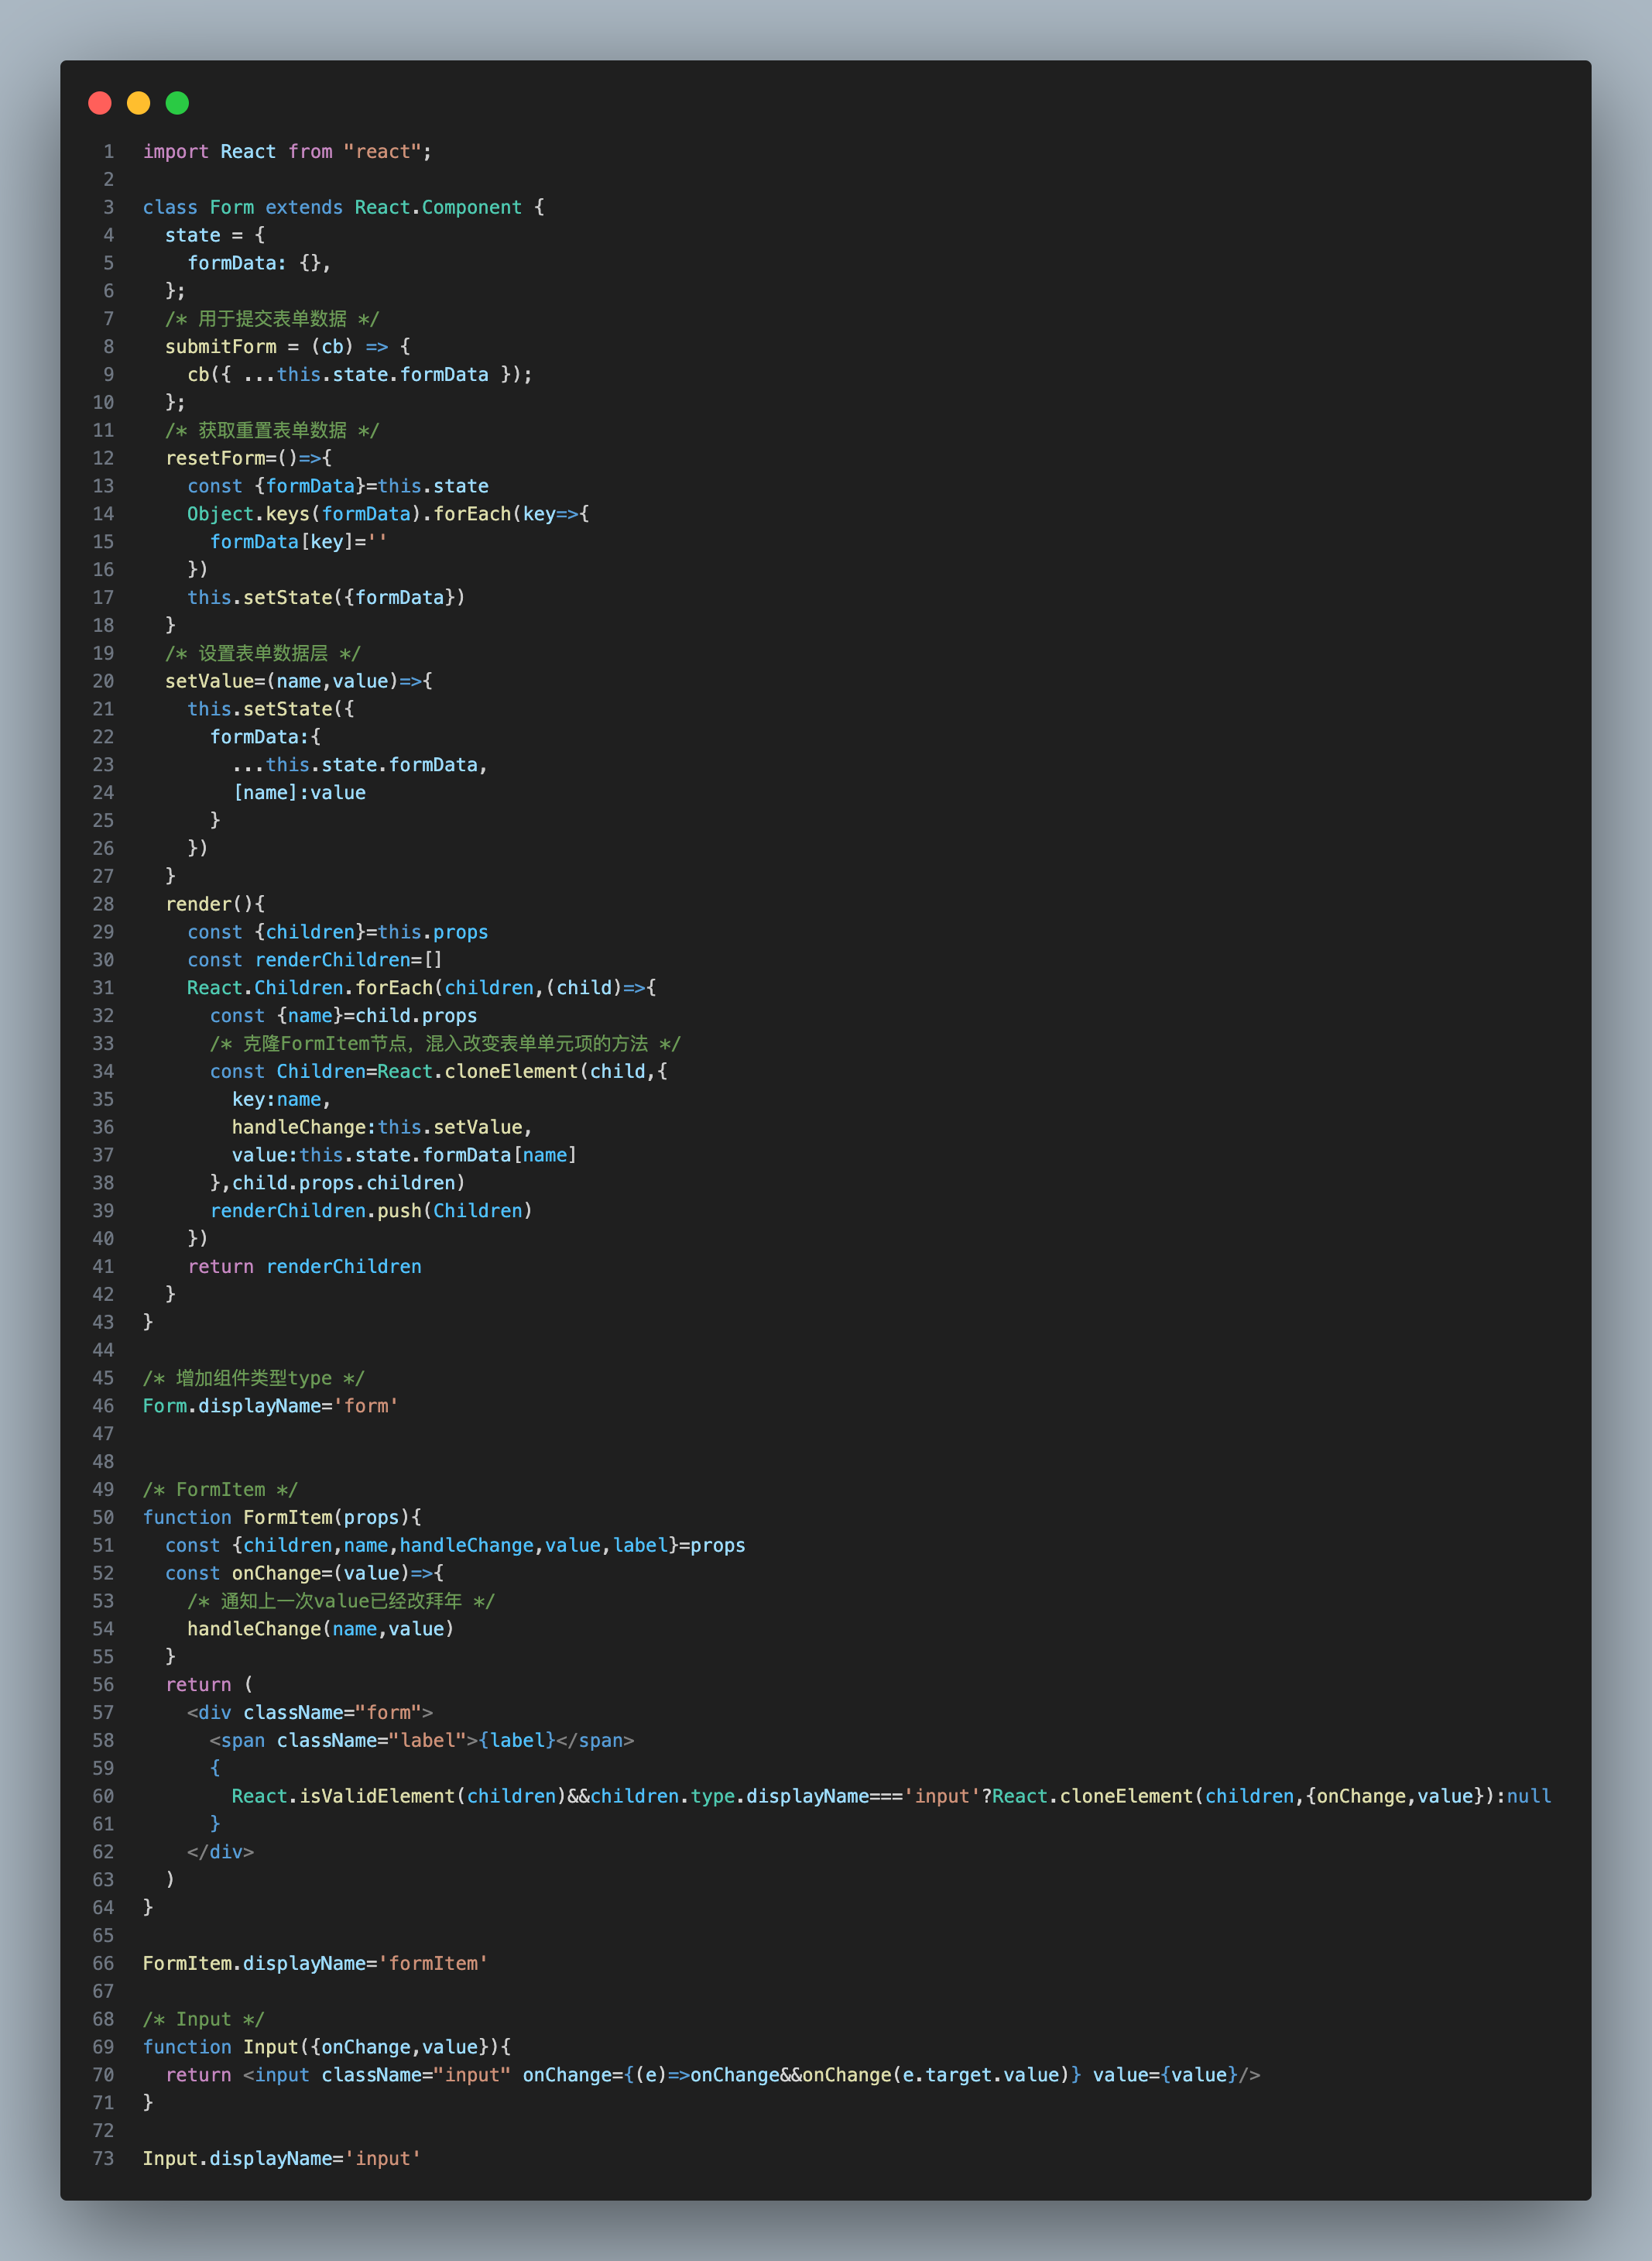 1 import React from "react";
2
3 class Form extends React.Component {
4   state = {
5     formData: {},
6   };
7   /* 用于提交表单数据 */
8   submitForm = (cb) => {
9     cb({ ...this.state.formData });
10   };
11   /* 获取重置表单数据 */
12   resetForm=()=>{
13     const {formData}=this.state
14     Object.keys(formData).forEach(key=>{
15       formData[key]=''
16     })
17     this.setState({formData})
18   }
19   /* 设置表单数据层 */
20   setValue=(name,value)=>{
21     this.setState({
22       formData:{
23         ...this.state.formData,
24         [name]:value
25       }
26     })
27   }
28   render(){
29     const {children}=this.props
30     const renderChildren=[]
31     React.Children.forEach(children,(child)=>{
32       const {name}=child.props
33       /* 克隆FormItem节点，混入改变表单单元项的方法 */
34       const Children=React.cloneElement(child,{
35         key:name,
36         handleChange:this.setValue,
37         value:this.state.formData[name]
38       },child.props.children)
39       renderChildren.push(Children)
40     })
41     return renderChildren
42   }
43 }
44
45 /* 增加组件类型type */
46 Form.displayName='form'
47
48
49 /* FormItem */
50 function FormItem(props){
51   const {children,name,handleChange,value,label}=props
52   const onChange=(value)=>{
53     /* 通知上一次value已经改拜年 */
54     handleChange(name,value)
55   }
56   return (
57     <div className="form">
58       <span className="label">{label}</span>
59       {
60         React.isValidElement(children)&&children.type.displayName==='input'?React.cloneElement(children,{onChange,value}):null
61       }
62     </div>
63   )
64 }
65
66 FormItem.displayName='formItem'
67
68 /* Input */
69 function Input({onChange,value}){
70   return <input className="input" onChange={(e)=>onChange&&onChange(e.target.value)} value={value}/>
71 }
72
73 Input.displayName='input'